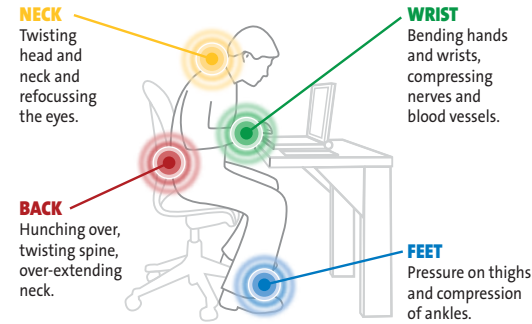 NECK
Twisting
head and
neck and
refocussing
the eyes.
WRIST
Bending hands
and wrists,
compressing
nerves and
blood vessels.
BACK
Hunching over,
twisting spine,
over-extending
neck.
FEET
Pressure on thighs
and compression
of ankles.